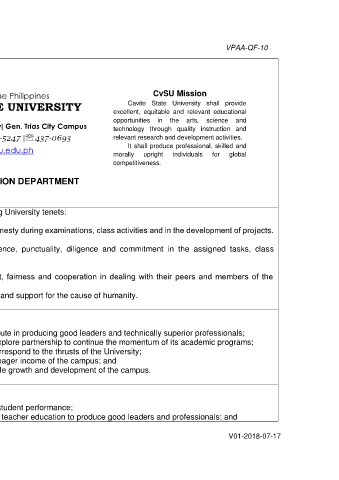 VPAA-QF-10
e Philippines
E UNIVERSITY
| Gen. Trias City Campus
-5247 |☏437-0693
u.edu.ph
CvSU Mission
Cavite State University shall provide
excellent, equitable and relevant educational
opportunities in the arts, science and
technology through quality instruction and
relevant research and development activities.
It shall produce professional, skilled and
morally upright individuals for global
competitiveness.
ION DEPARTMENT
g University tenets:
nesty during examinations, class activities and in the development of projects.
ence, punctuality, diligence and commitment in the assigned tasks, class
t, fairness and cooperation in dealing with their peers and members of the
and support for the cause of humanity.
ute in producing good leaders and technically superior professionals;
xplore partnership to continue the momentum of its academic programs;
rrespond to the thrusts of the University;
eager income of the campus; and
le growth and development of the campus.
student performance;
teacher education to produce good leaders and professionals; and
V01-2018-07-17